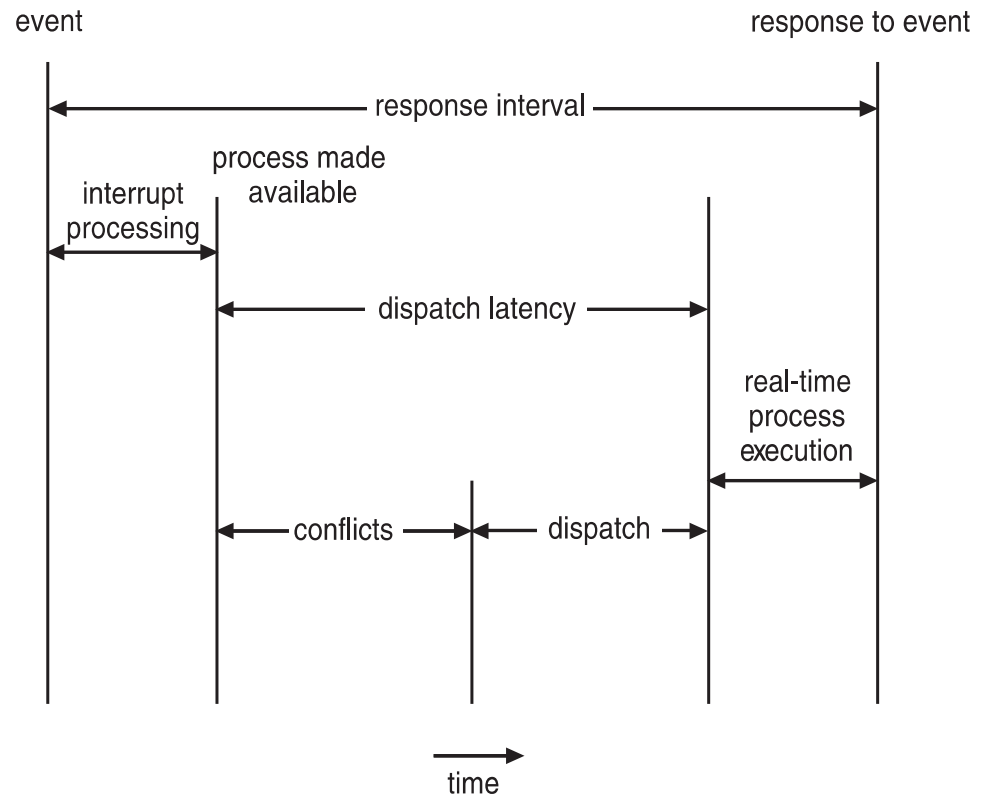 event
response to event
response interval
process made
available
interrupt
processing
dispatch latency
real-time
process
execution
conflicts
dispatch
time